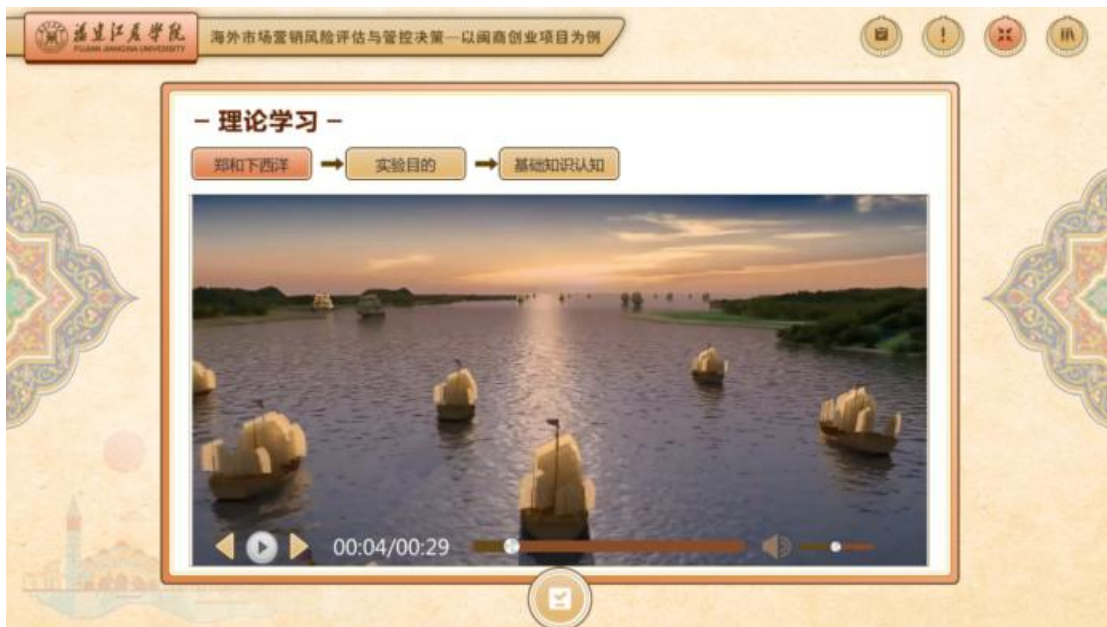 福建江夏学院
FUJIAN JIANGXIA UNIVERSITY
海外市场营销风险评估与管控决策—以闽商创业项目为例
– 理论学习 –
郑和下西洋
实验目的
基础知识认知
00:04/00:29